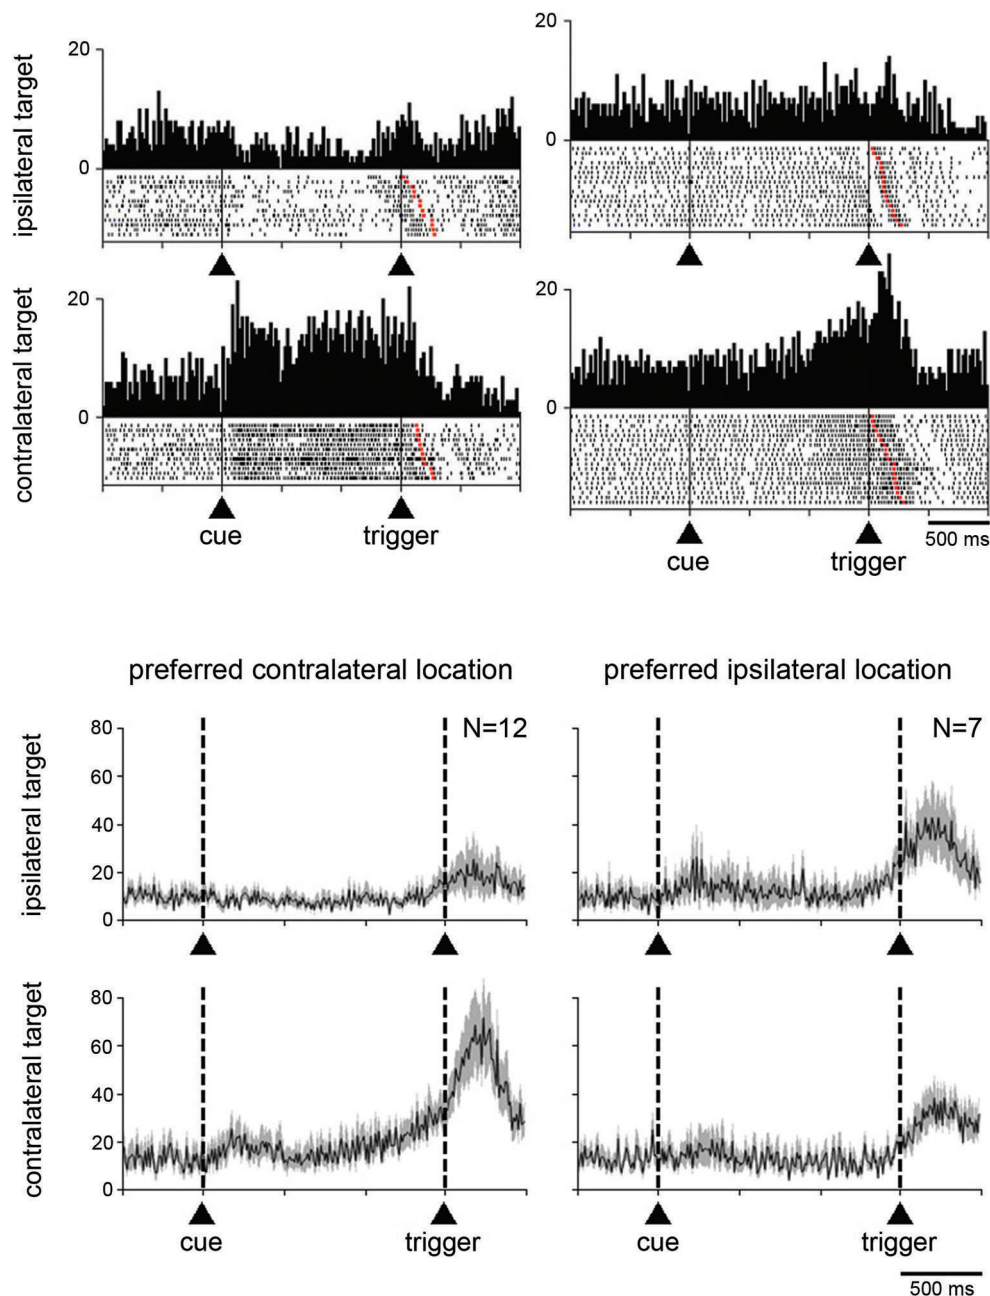 20
0
ipsilateral target
20
0
20
0
contralateral target
20
0
cue
trigger
500 ms
cue
trigger
preferred contralateral location
preferred ipsilateral location
N=12
N=7
80
60
40
20
0
ipsilateral target
80
60
40
20
0
contralateral target
cue
trigger
cue
trigger
500 ms